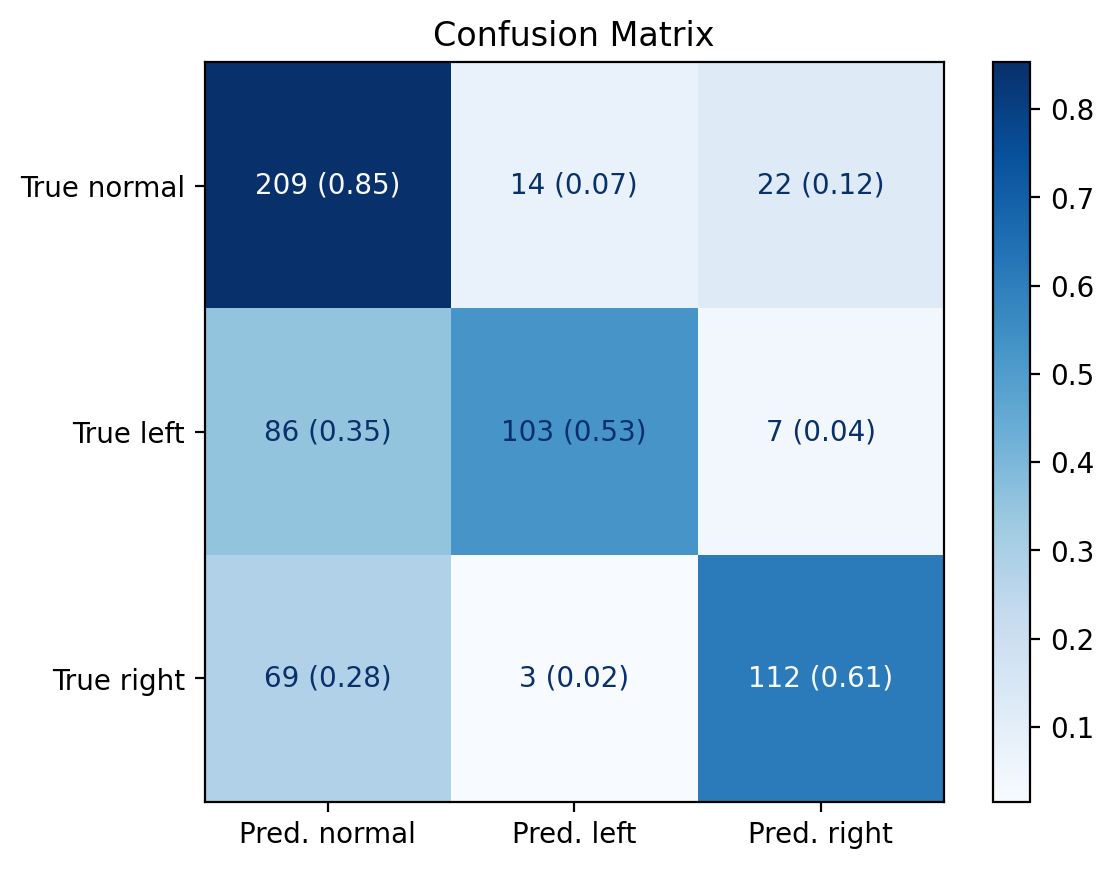 Confusion Matrix
True normal
209 (0.85)
14 (0.07)
22 (0.12)
True left
86 (0.35)
103 (0.53)
7 (0.04)
True right
69 (0.28)
3 (0.02)
112 (0.61)
Pred. normal
Pred. left
Pred. right
0.8
0.7
0.6
0.5
0.4
0.3
0.2
0.1